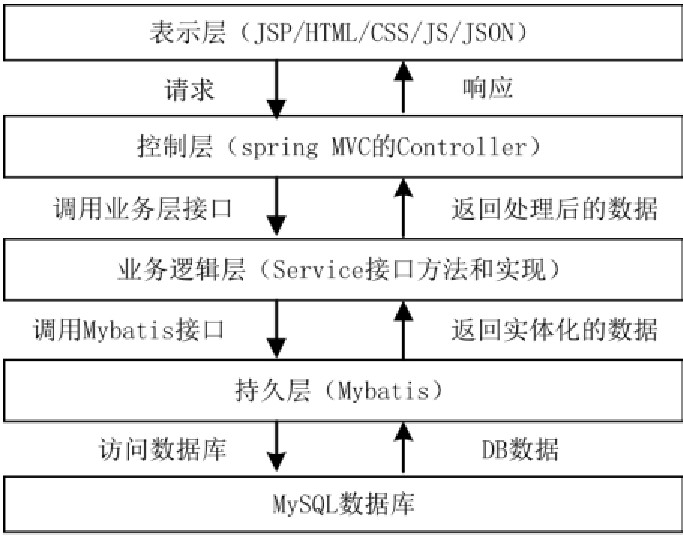 表示层（JSP/HTML/CSS/JS/JSON）
请求
响应
控制层（spring MVC的Controller）
调用业务层接口
返回处理后的数据
业务逻辑层（Service接口方法和实现）
调用Mybatis接口
返回实体化的数据
持久层（Mybatis）
访问数据库
DB数据
MySQL数据库